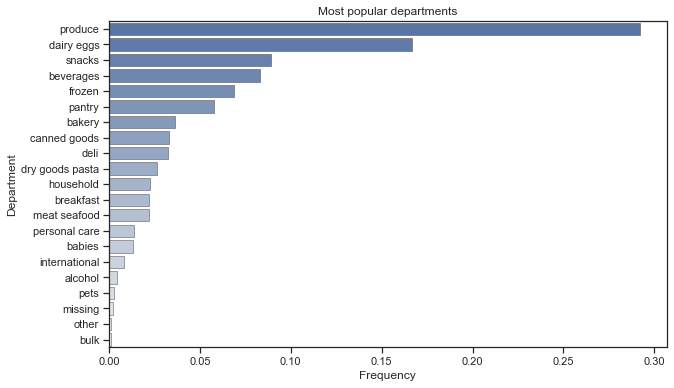 Most popular departments
Department
produce
dairy eggs
snacks
beverages
frozen
pantry
bakery
canned goods
deli
dry goods pasta
household
breakfast
meat seafood
personal care
babies
international
alcohol
pets
missing
other
bulk
0.00 0.05 0.10 0.15 0.20 0.25 0.30
Frequency